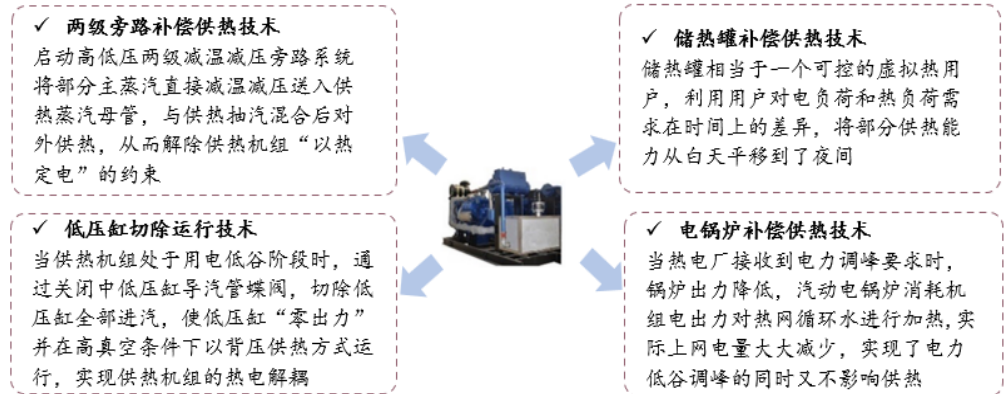 ✓ 两级旁路补偿供热技术
启动高低压两级减温减压旁路系统
将部分主蒸汽直接减温减压送入供
热蒸汽母管，与供热抽汽混合后对
外供热，从而解除供热机组“以热
定电”的约束
✓ 储热罐补偿供热技术
储热罐相当于一个可控的虚拟热用
户，利用用户对电负荷和热负荷需
求在时间上的差异，将部分供热能
力从白天平移到了夜间
✓ 低压缸切除运行技术
当供热机组处于用电低谷阶段时，通
过关闭中低压缸导汽管蝶阀，切除低
压缸全部进汽，使低压缸“零出力”
并在高真空条件下以背压供热方式运
行，实现供热机组的热电解耦
✓ 电锅炉补偿供热技术
当热电厂接收到电力调峰要求时，
锅炉出力降低，汽动电锅炉消耗机
组电出力对热网循环水进行加热,实
际上网电量大大减少，实现了电力
低谷调峰的同时又不影响供热